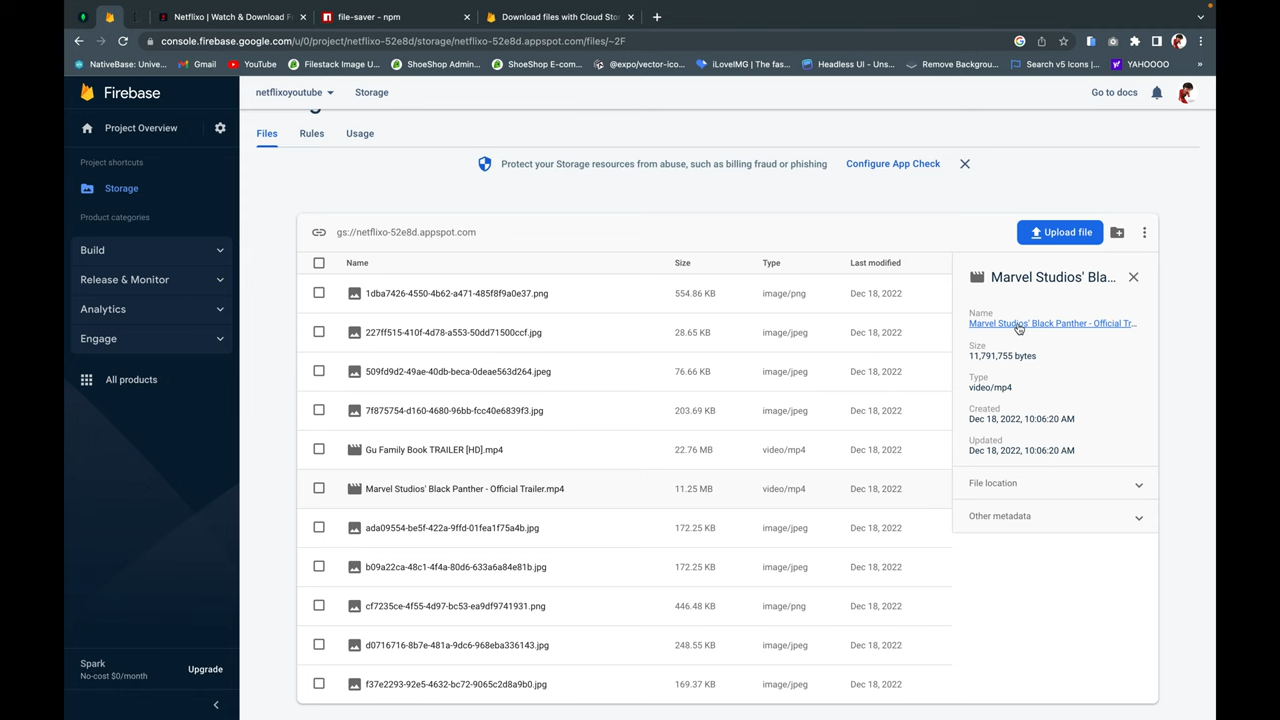 Netflixo | Watch & Download F
file-saver - npm
Download files with Cloud Sto
console.firebase.google.com/u/0/project/netflixo-52e8d/storage/netflixo-52e8d.appspot.com/files/~2F
NativeBase: Unive...
Gmail
YouTube
Filestack Image U...
ShoeShop Admin...
ShoeShop E-com...
@expo/vector-ico...
iLoveIMG | The fas...
Headless UI - Uns...
Remove Backgrou...
Search v5 Icons |...
YAHOOOO
»
Firebase
netflixoyoutube
Storage
Go to docs
Project Overview
Files
Rules
Usage
Project shortcuts
Protect your Storage resources from abuse, such as billing fraud or phishing
Configure App Check
Storage
Product categories
Build
Release & Monitor
Analytics
Engage
All products
gs://netflixo-52e8d.appspot.com
Upload file
Name
Size
Type
Last modified
1dba7426-4550-4b62-a471-485f8f9a0e37.png
554.86 KB
image/png
Dec 18, 2022
227ff515-410f-4d78-a553-50dd71500ccf.jpg
28.65 KB
image/jpeg
Dec 18, 2022
509fd9d2-49ae-40db-beca-0deae563d264.jpeg
76.66 KB
image/jpeg
Dec 18, 2022
7f875754-d160-4680-96bb-fcc40e6839f3.jpg
203.69 KB
image/jpeg
Dec 18, 2022
Gu Family Book TRAILER [HD].mp4
22.76 MB
video/mp4
Dec 18, 2022
Marvel Studios' Black Panther - Official Trailer.mp4
11.25 MB
video/mp4
Dec 18, 2022
ada09554-be5f-422a-9ffd-01fea1f75a4b.jpg
172.25 KB
image/jpeg
Dec 18, 2022
b09a22ca-48c1-4f4a-80d6-633a6a84e81b.jpg
172.25 KB
image/jpeg
Dec 18, 2022
cf7235ce-4f55-4d97-bc53-ea9df9741931.png
446.48 KB
image/png
Dec 18, 2022
d0716716-8b7e-481a-9dc6-968eba336143.jpg
248.55 KB
image/jpeg
Dec 18, 2022
f37e2293-92e5-4632-bc72-9065c2d8a9b0.jpg
169.37 KB
image/jpeg
Dec 18, 2022
Marvel Studios' Bla...
Name
Marvel Studios' Black Panther - Official Tr...
Size
11,791,755 bytes
Type
video/mp4
Created
Dec 18, 2022, 10:06:20 AM
Updated
Dec 18, 2022, 10:06:20 AM
File location
Other metadata
Spark
No-cost $0/month
Upgrade